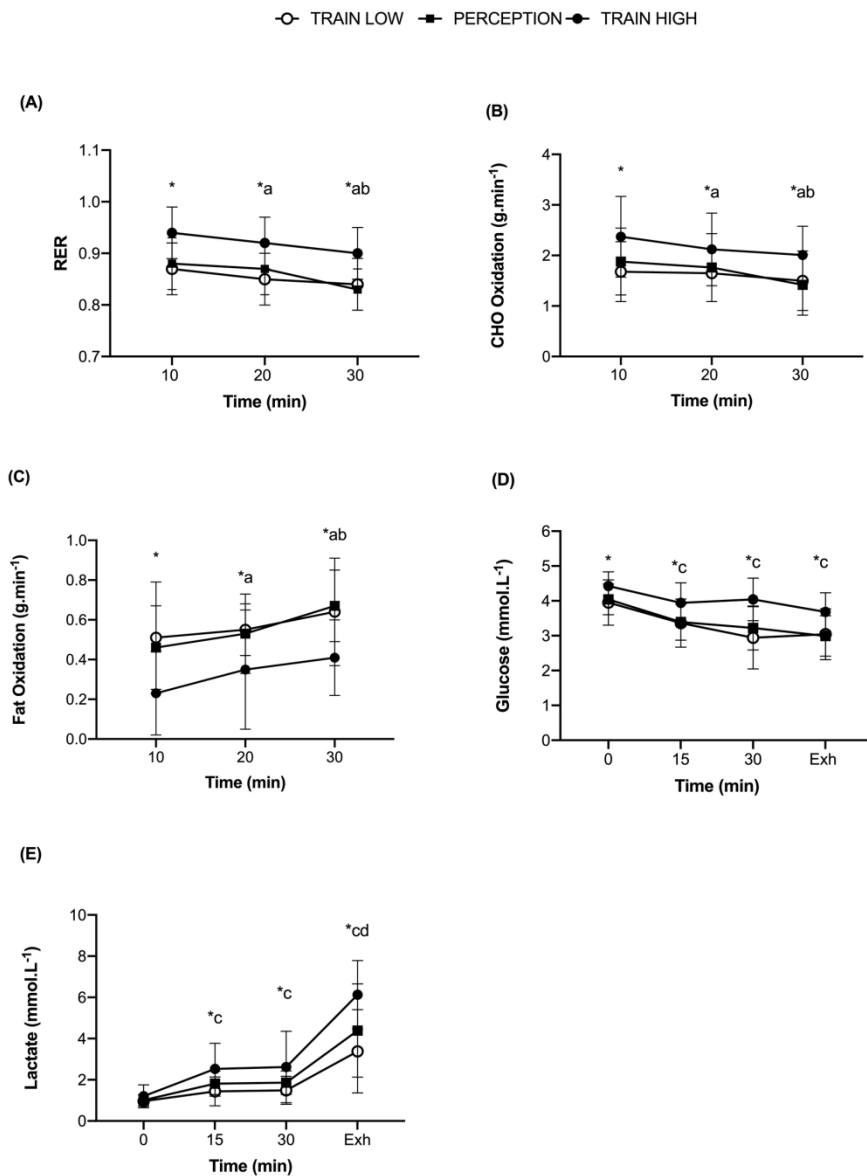 TRAIN LOW PERCEPTION TRAIN HIGH
(A)
RER
1.1
1.0
0.9
0.8
0.7
* *a *ab
10 20 30
Time (min)
(B)
CHO Oxidation (g.min⁻¹)
4
3
2
1
0
* *a *ab
10 20 30
Time (min)
(C)
Fat Oxidation (g.min⁻¹)
1.0
0.8
0.6
0.4
0.2
0.0
* *a *ab
10 20 30
Time (min)
(D)
Glucose (mmol.L⁻¹)
6
5
4
3
2
1
0
* *c *c *c
0 15 30 Exh
Time (min)
(E)
Lactate (mmol.L⁻¹)
10
8
6
4
2
0
*c *c *cd
0 15 30 Exh
Time (min)